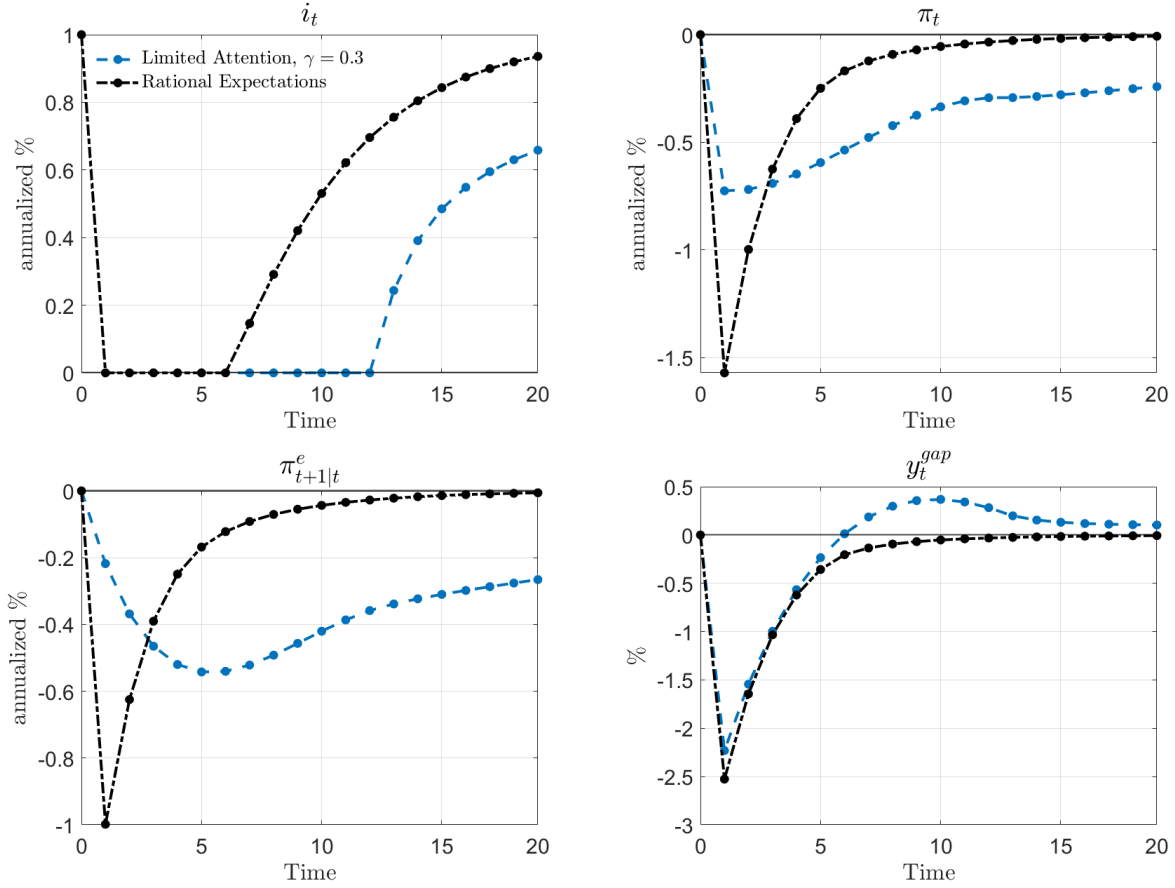 i_t
1
0.8
0.6
0.4
0.2
0
annualized %
Limited Attention, γ = 0.3
Rational Expectations
0 5 10 15 20
Time
π_t
0
-0.5
-1
-1.5
annualized %
0 5 10 15 20
Time
π^e_{t+1|t}
0
-0.2
-0.4
-0.6
-0.8
-1
annualized %
0 5 10 15 20
Time
y_t^{gap}
0.5
0
-0.5
-1
-1.5
-2
-2.5
-3
%
0 5 10 15 20
Time